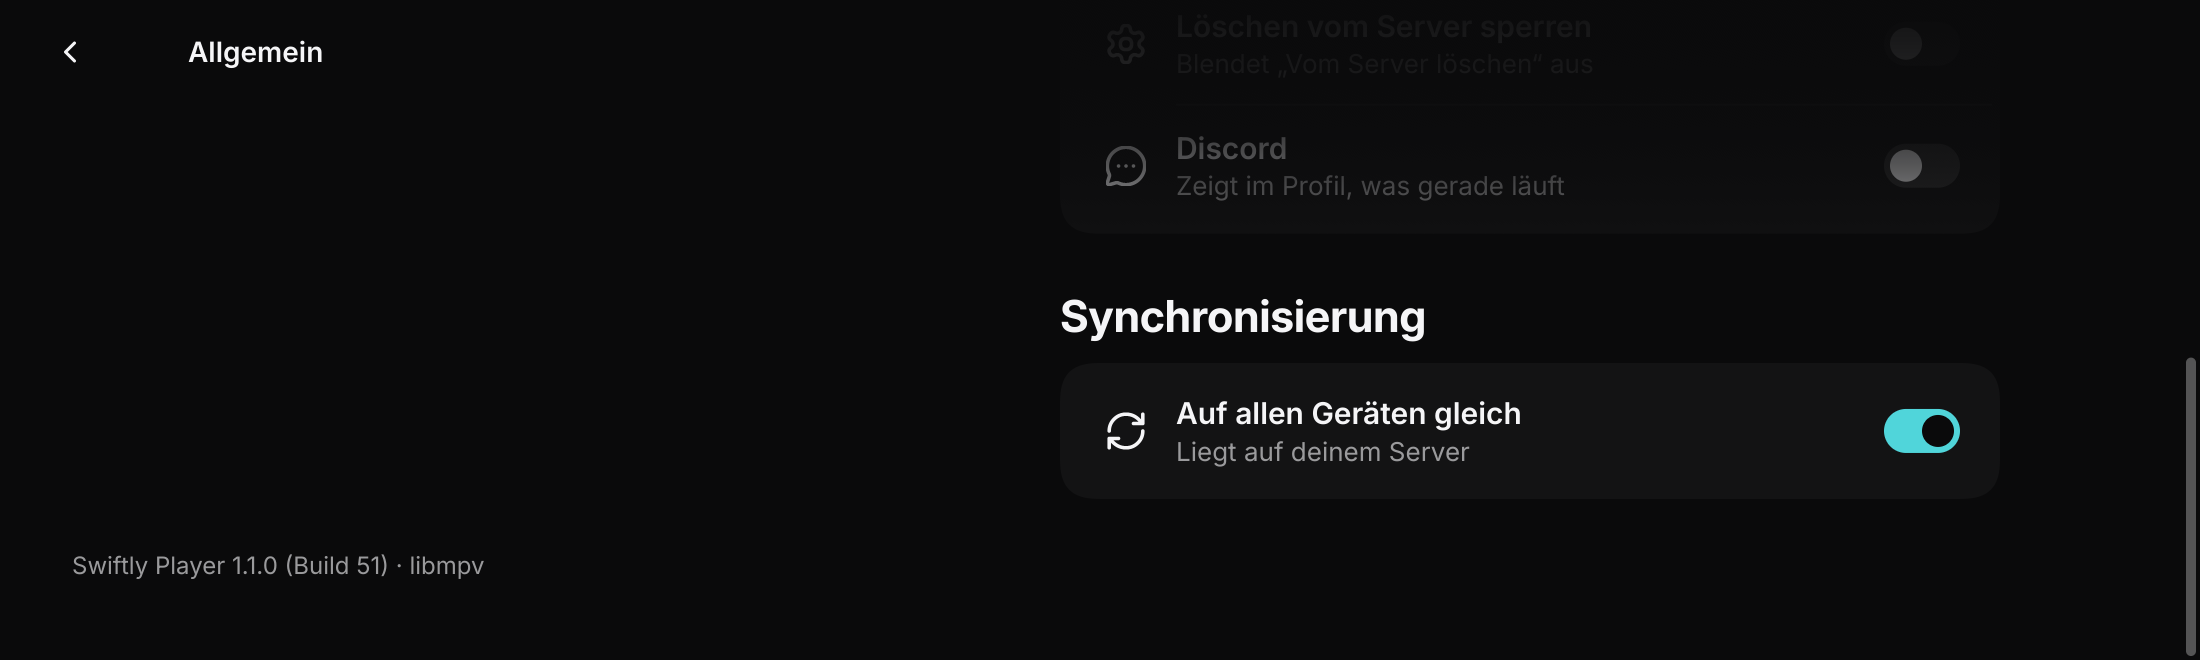 Allgemein
Löschen vom Server sperren
Blendet „Vom Server löschen“ aus
Discord
Zeigt im Profil, was gerade läuft
Synchronisierung
Auf allen Geräten gleich
Liegt auf deinem Server
Swiftly Player 1.1.0 (Build 51) · libmpv